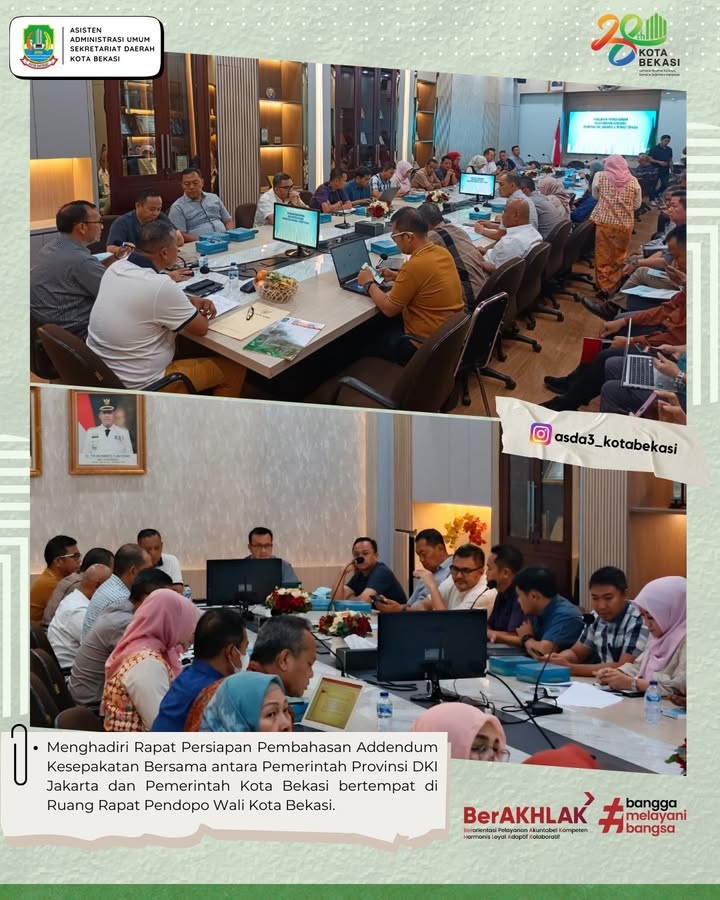 ASISTEN
ADMINISTRASI UMUM
SEKRETARIAT DAERAH
KOTA BEKASI
28th
KOTA
BEKASI
asda3_kotabekasi
• Menghadiri Rapat Persiapan Pembahasan Addendum
Kesepakatan Bersama antara Pemerintah Provinsi DKI
Jakarta dan Pemerintah Kota Bekasi bertempat di
Ruang Rapat Pendopo Wali Kota Bekasi.
BerAKHLAK
Berorientasi Pelayanan Akuntabel Kompeten
Harmonis Loyal Adaptif Kolaboratif
#bangga
melayani
bangsa